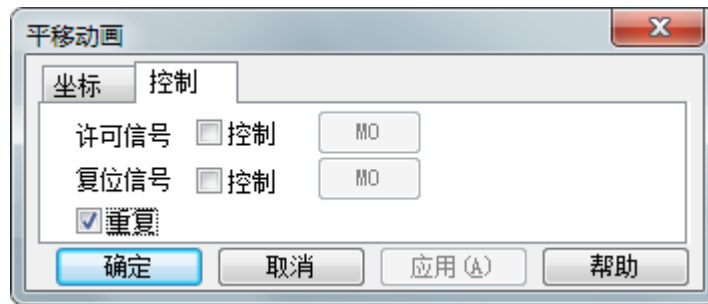 平移动画
坐标 控制
许可信号 控制 M0
复位信号 控制 M0
重复
确定 取消 应用(A) 帮助